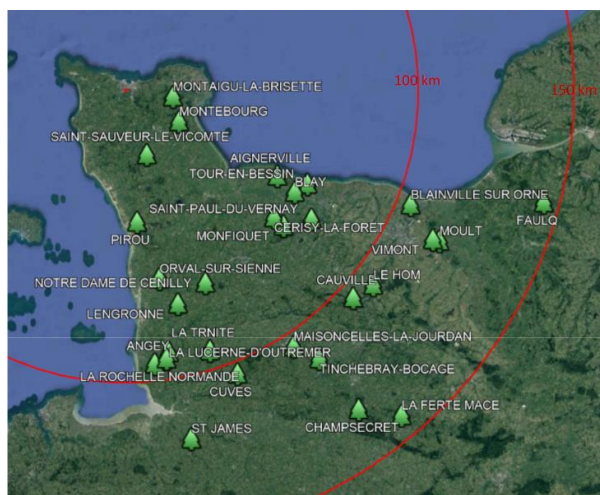 MONTAIGU-LA-BRISETTE
100 km
150 km
MONTEBOURG
SAINT-SAUVEUR-LE-VICOMTE
AIGNERVILLE
TOUR-EN-BESSIN
BLAY
BLAINVILLE SUR ORNE
SAINT-PAUL-DU-VERNAY
FAULQ
CERISY-LA-FORET
MOULT
PIROU
MONFIQUET
VIMONT
ORVAL-SUR-SIENNE
LE HOM
NOTRE DAME DE CENILLY
CAUVILLE
LENGRONNE
LA TRNITE
MAISONCELLES-LA-JOURDAN
ANGEY
LA LUCERNE-D'OUTREMER
TINCHEBRAY-BOCAGE
LA ROCHELLE NORMANDE
CUVES
LA FERTE MACE
CHAMPSECRET
ST JAMES